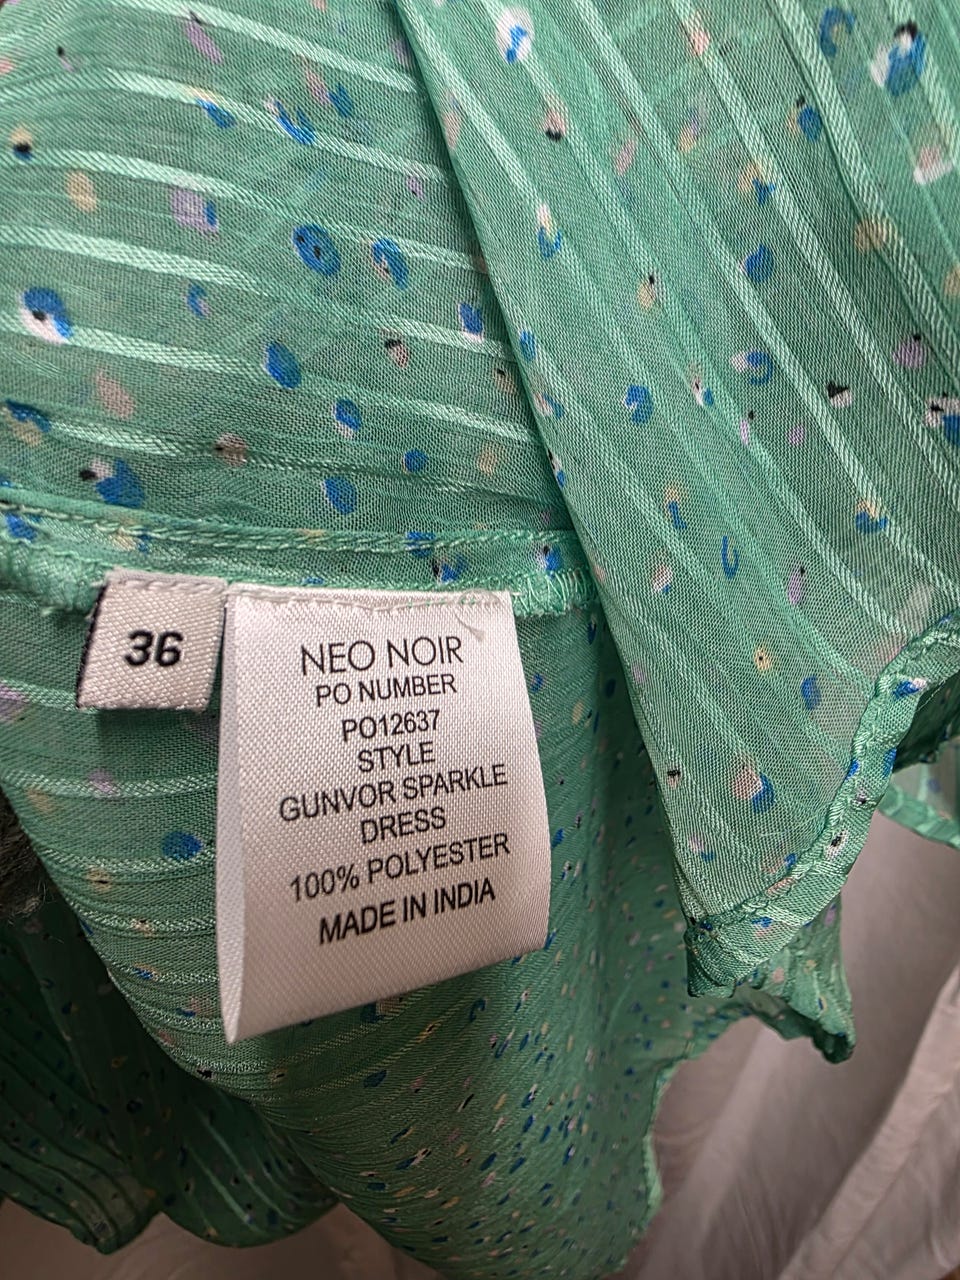 36
NEO NOIR
PO NUMBER
PO12637
STYLE
GUNVOR SPARKLE
DRESS
100% POLYESTER
MADE IN INDIA